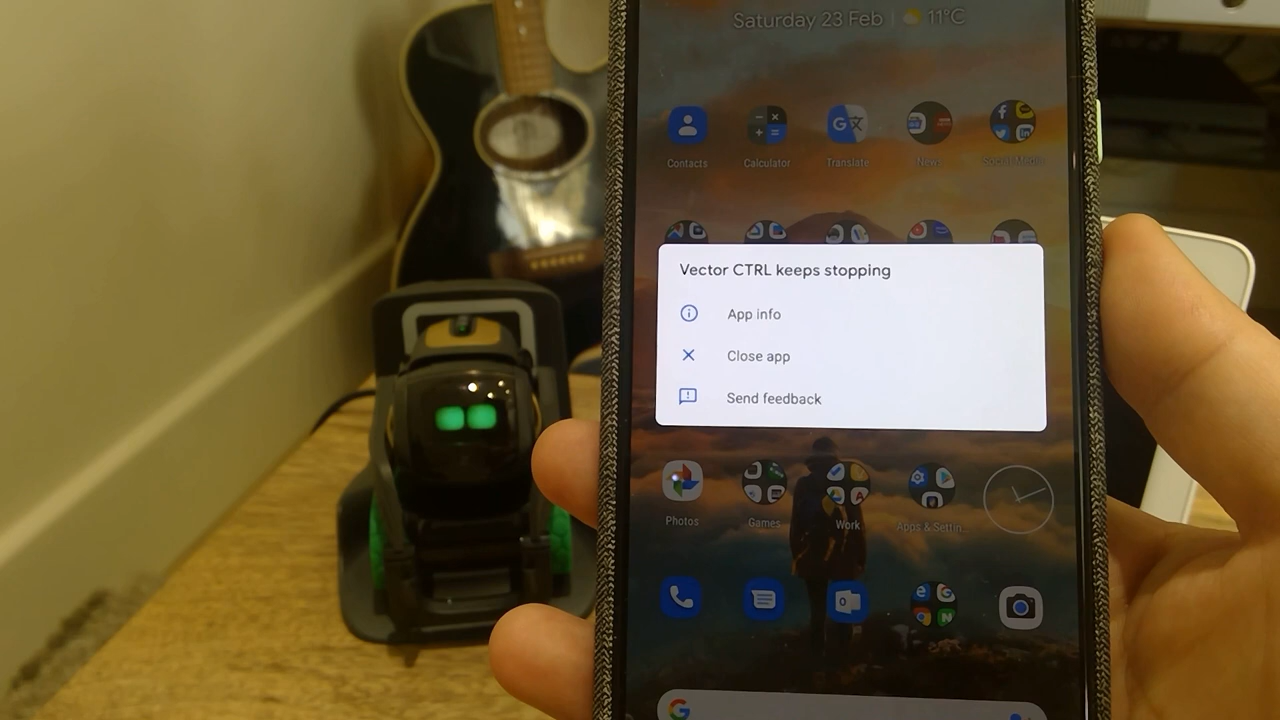 Saturday 23 Feb | 11°C
Contacts
Calculator
Translate
New..
Social Media
Vector CTRL keeps stopping
App info
Close app
Send feedback
Photos
Games
Work
Apps & Settin..